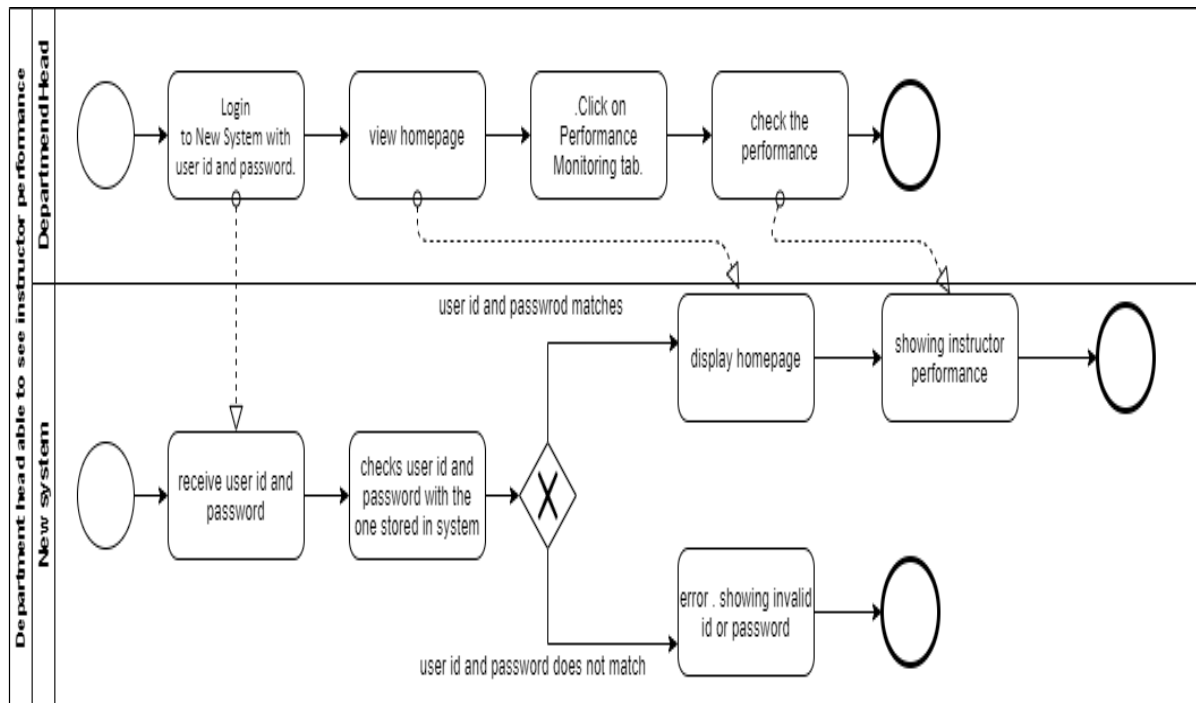 Department head able to see instructor performance
DepartmendHead
Login
to New System with
user id and password.
view homepage
.Click on
Performance
Monitoring tab.
check the
performance
New system
user id and passwrod matches
display homepage
showing instructor
performance
receive user id and
password
checks user id and
password with the
one stored in system
error . showing invalid
id or password
user id and password does not match